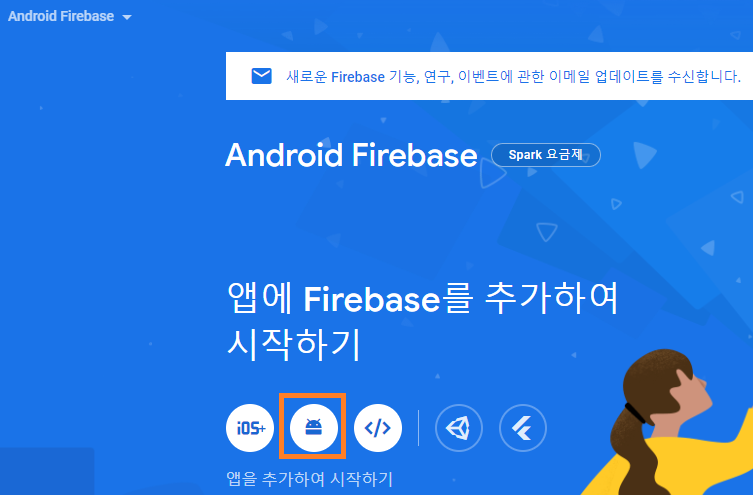 Android Firebase
새로운 Firebase 기능, 연구, 이벤트에 관한 이메일 업데이트를 수신합니다.
Android Firebase
Spark 요금제
앱에 Firebase를 추가하여
시작하기
iOS+
앱을 추가하여 시작하기